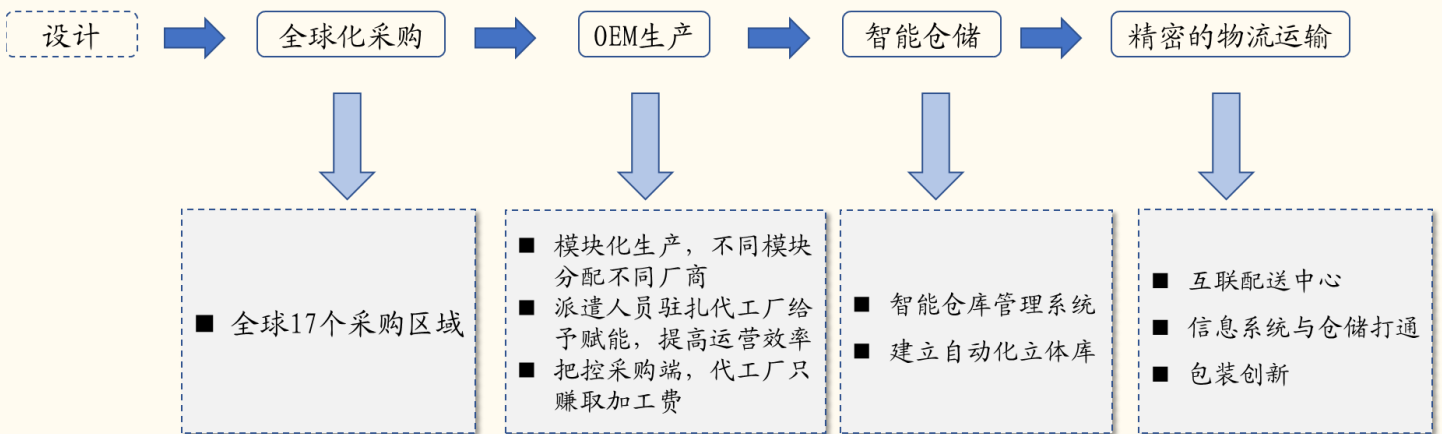 设计
全球化采购
OEM生产
智能仓储
精密的物流运输
■ 全球17个采购区域
■ 模块化生产，不同模块
分配不同厂商
■ 派遣人员驻扎代工厂给
予赋能，提高运营效率
■ 把控采购端，代工厂只
赚取加工费
■ 智能仓库管理系统
■ 建立自动化立体库
■ 互联配送中心
■ 信息系统与仓储打通
■ 包装创新